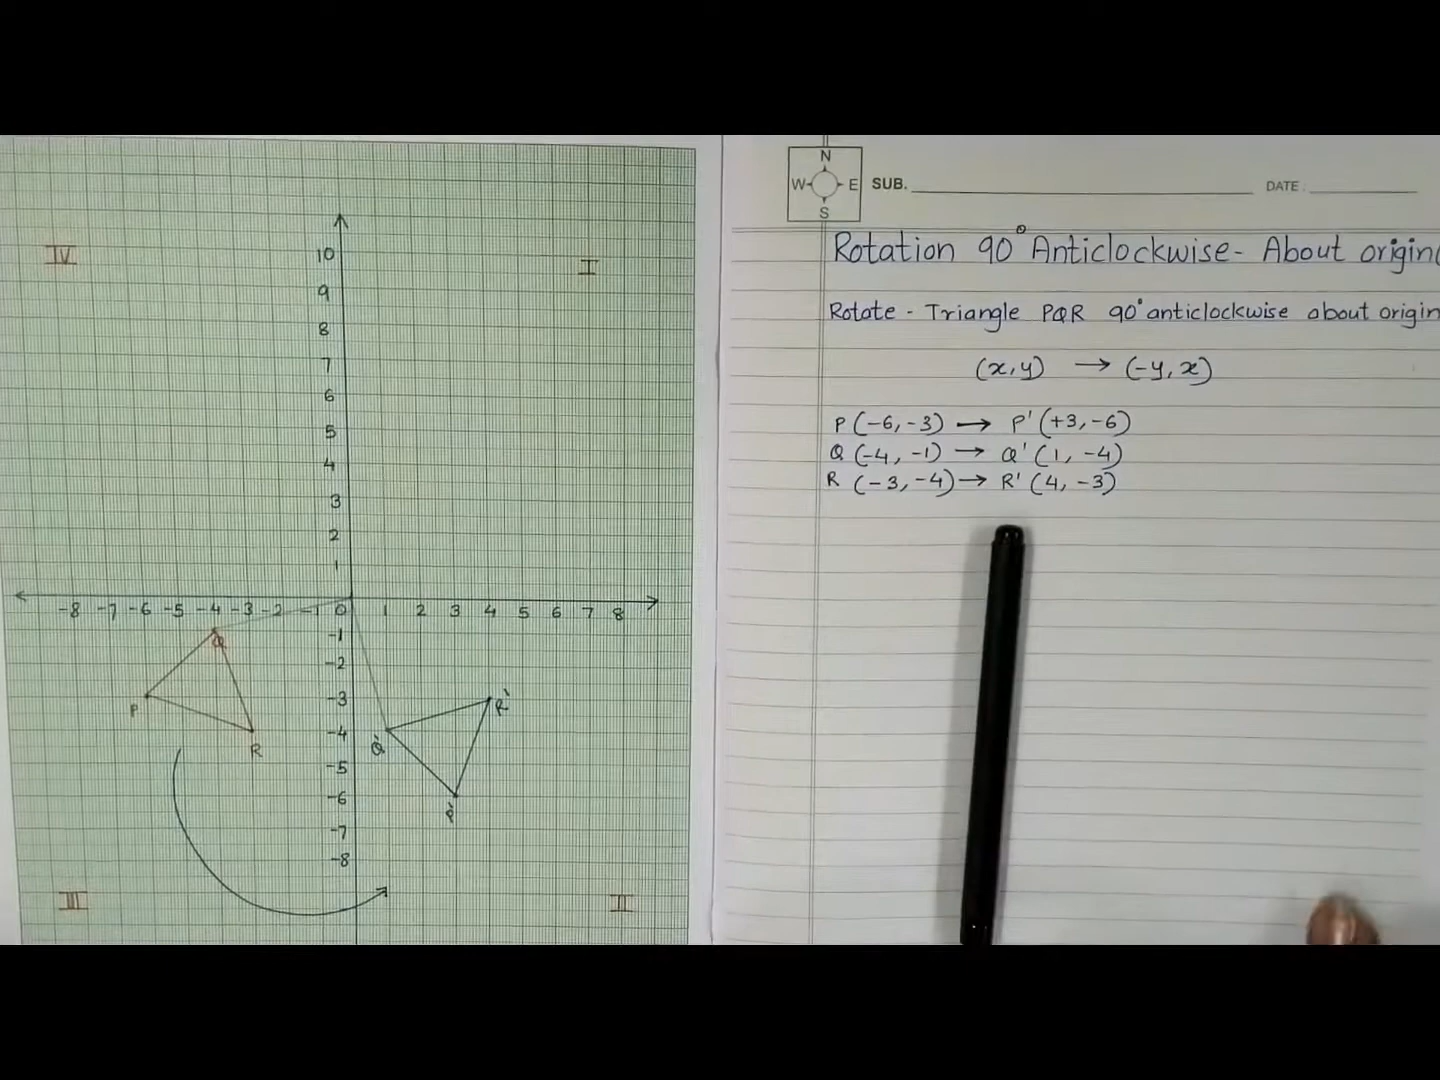 IV
I
10
9
8
7
6
5
4
3
2
1
-8 -7 -6 -5 -4 -3 -2 -1 0 1 2 3 4 5 6 7 8
-1
Q
-2
-3
P
R'
-4
R
Q'
-5
-6
P'
-7
-8
III
II
N
W E SUB. DATE :
S
Rotation 90° Anticlockwise - About origin
Rotate - Triangle PQR 90° anticlockwise about origin
(x,y) → (-y, x)
P (-6, -3) → P' (+3, -6)
Q (-4, -1) → Q' (1, -4)
R (-3, -4) → R' (4, -3)